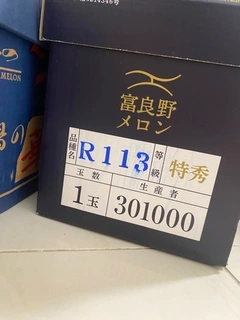 富良野
メロン
品種名 R113 等級 特秀
玉数 生産者
1玉 301000
MELON